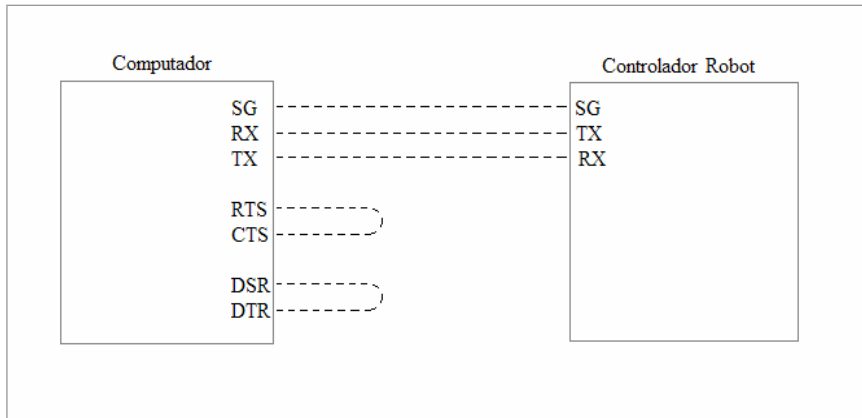 Computador
Controlador Robot
SG
SG
RX
TX
TX
RX
RTS
CTS
DSR
DTR